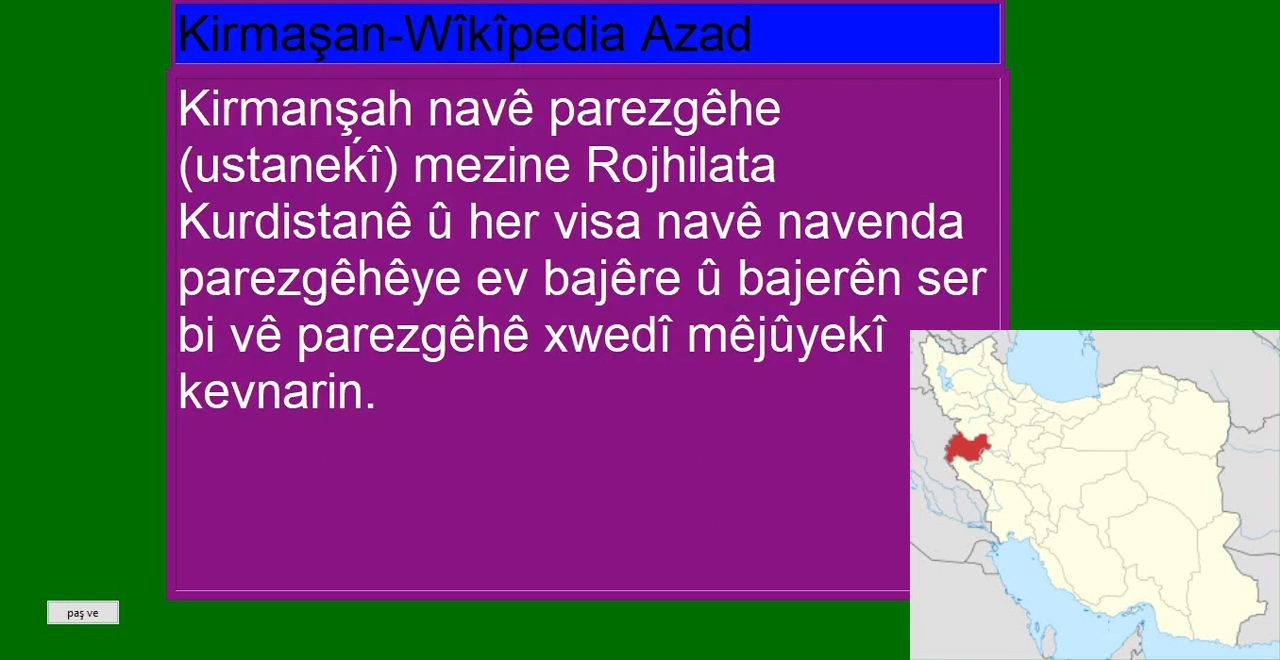 Kirmaşan-Wîkîpedia Azad
Kirmanşah navê parezgêhe
(ustaneḱî) mezine Rojhilata
Kurdistanê û her visa navê navenda
parezgêhêye ev bajêre û bajerên ser
bi vê parezgêhê xwedî mêjûyekî
kevnarin.
paş ve